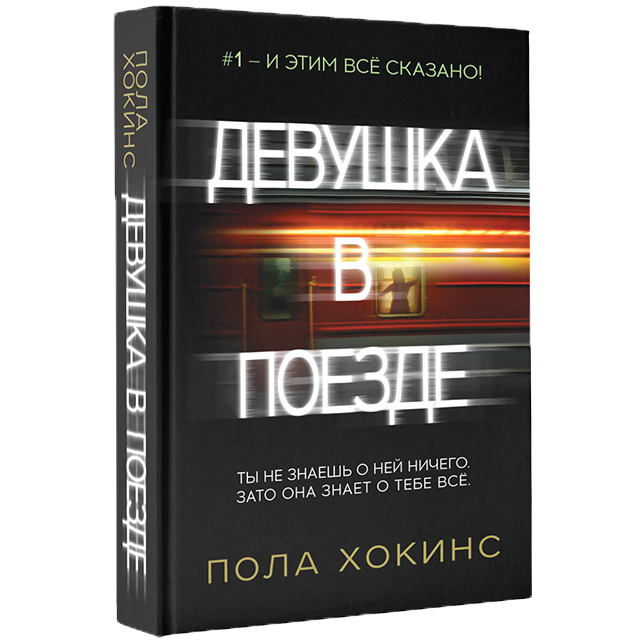 #1 – И ЭТИМ ВСЁ СКАЗАНО!
ДЕВУШКА
В
ПОЕЗДЕ
ТЫ НЕ ЗНАЕШЬ О НЕЙ НИЧЕГО.
ЗАТО ОНА ЗНАЕТ О ТЕБЕ ВСЁ.
ПОЛА ХОКИНС
ПОЛА
ХОКИНС
ДЕВУШКА В ПОЕЗДЕ